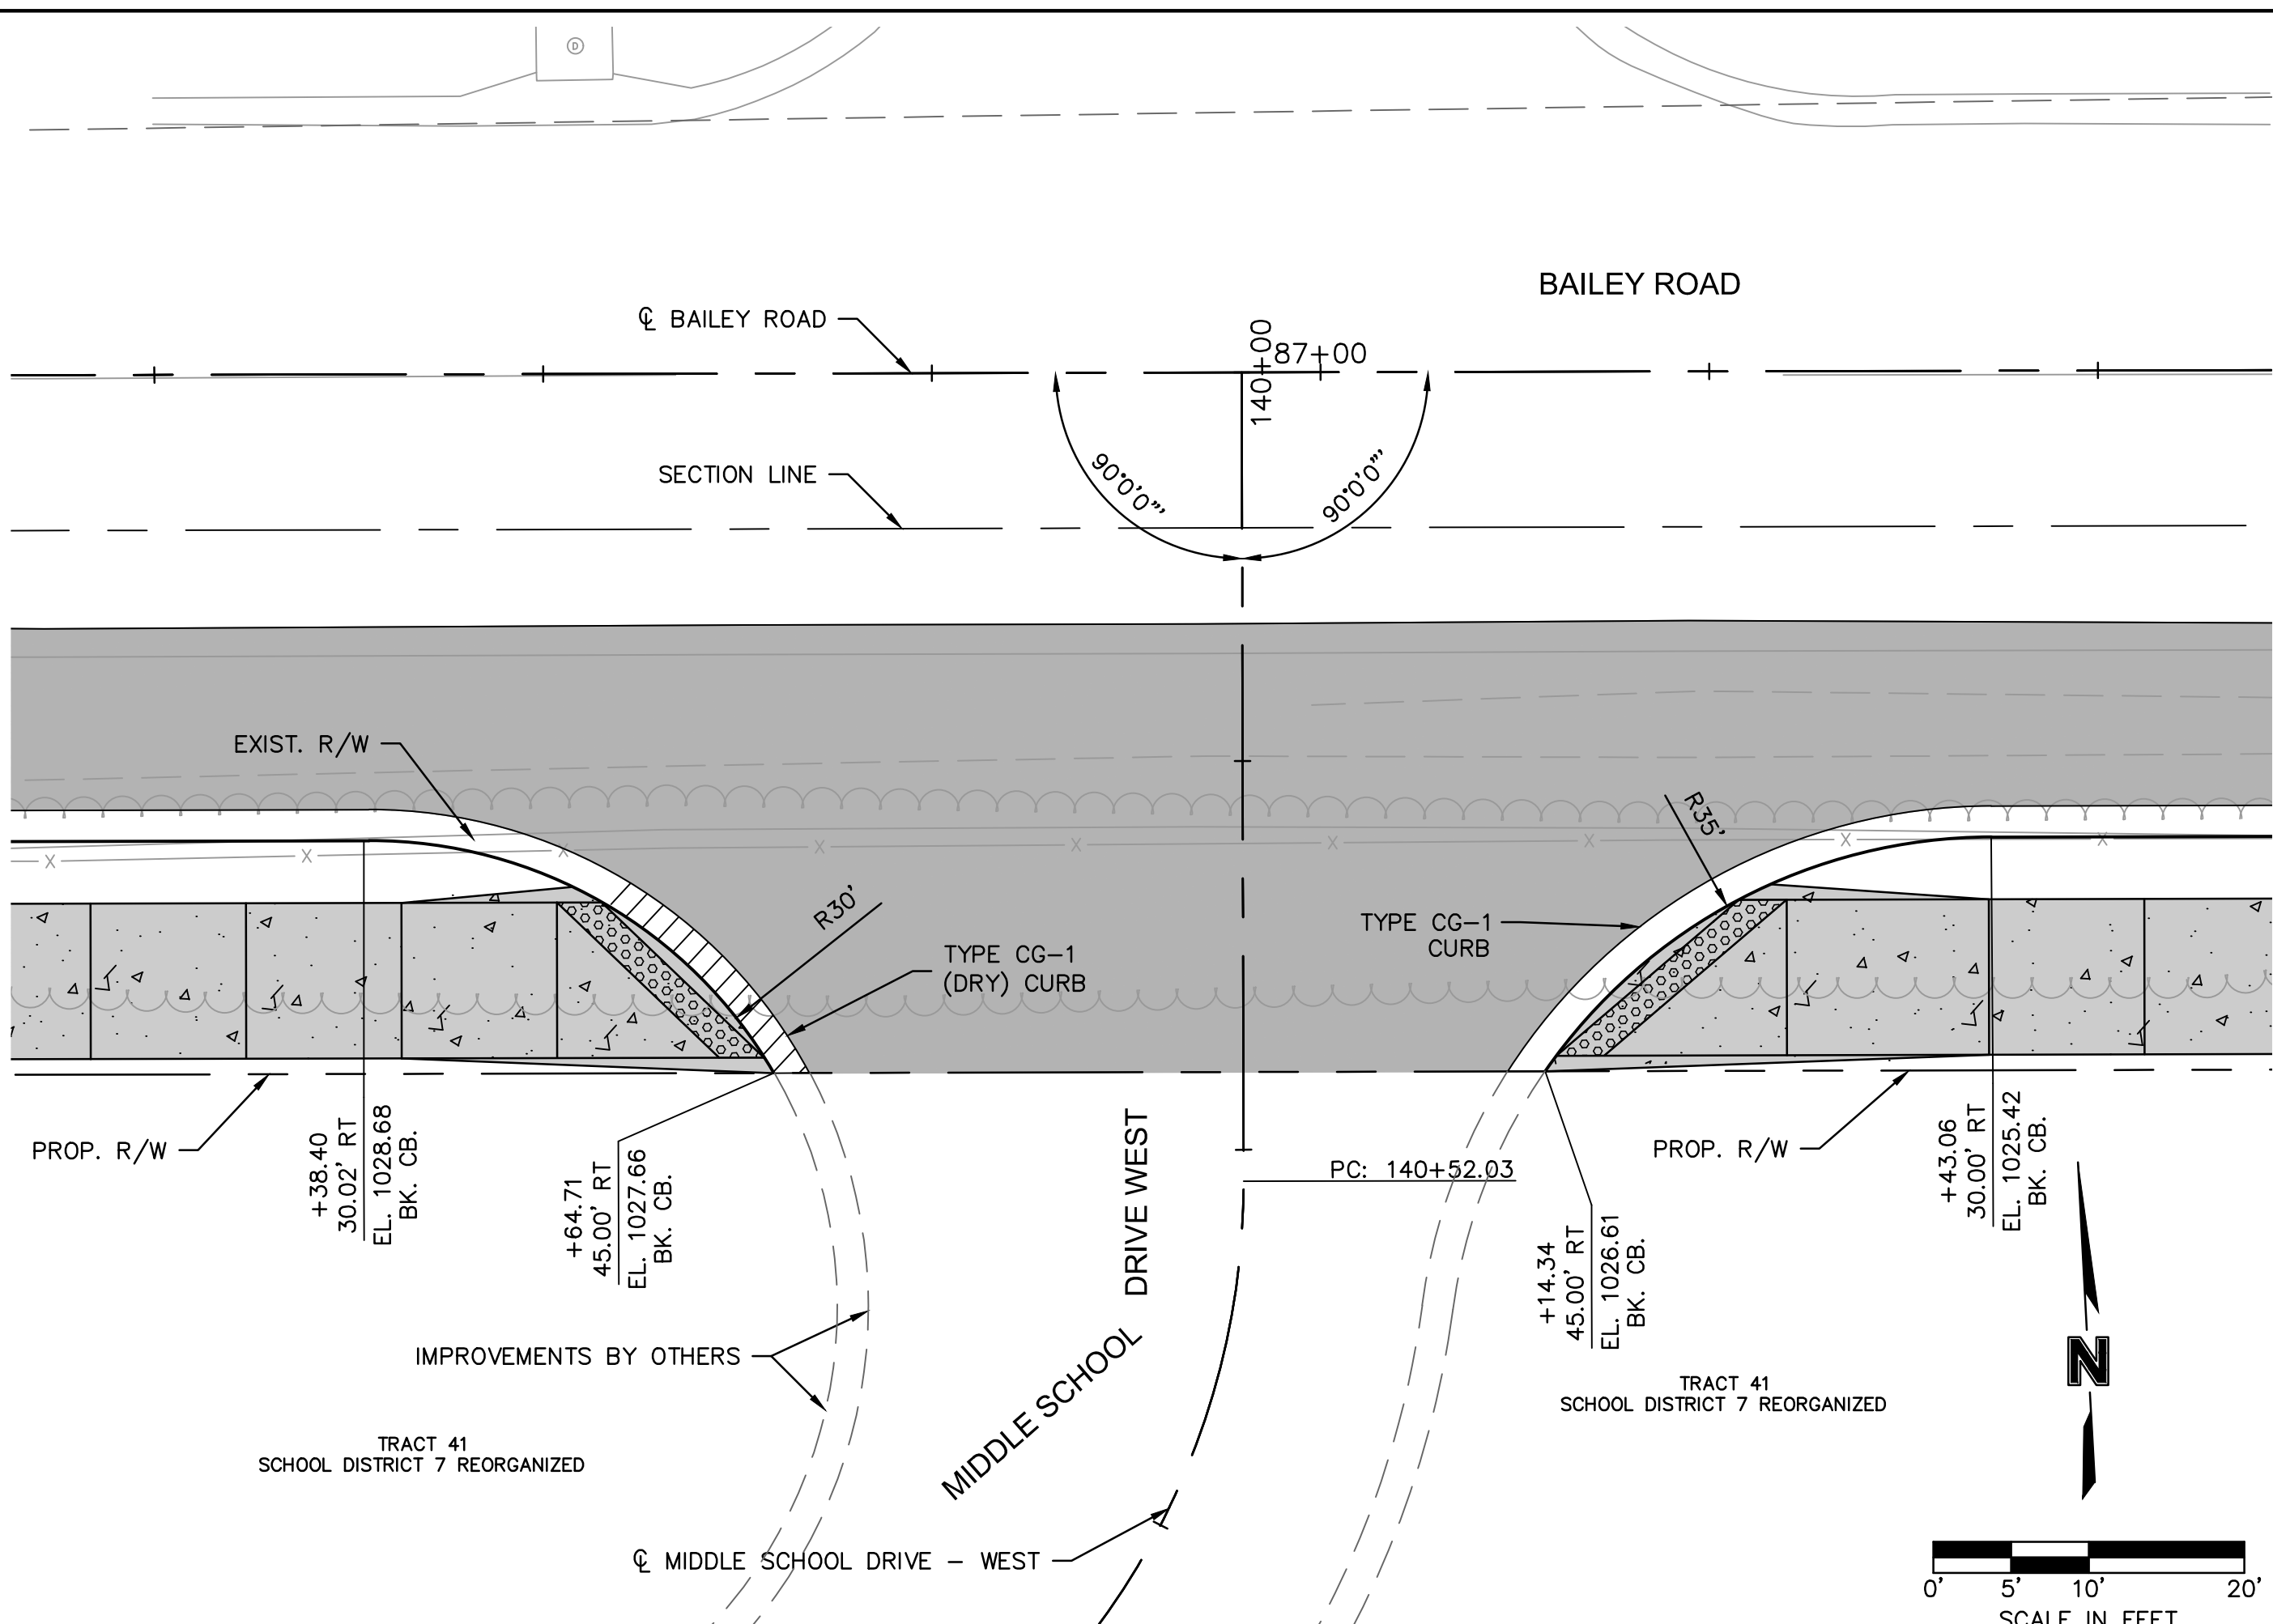 D
BAILEY ROAD
℄ BAILEY ROAD
140+00
87+00
SECTION LINE
90°0'0"'
90°0'0"'
EXIST. R/W
X X X X X X X X X
R30'
R35'
TYPE CG-1
(DRY) CURB
TYPE CG-1
CURB
PROP. R/W
+38.40
30.02' RT
EL. 1028.68
BK. CB.
+64.71
45.00' RT
EL. 1027.66
BK. CB.
MIDDLE SCHOOL DRIVE WEST
PC: 140+52.03
PROP. R/W
+14.34
45.00' RT
EL. 1026.61
BK. CB.
+43.06
30.00' RT
EL. 1025.42
BK. CB.
IMPROVEMENTS BY OTHERS
TRACT 41
SCHOOL DISTRICT 7 REORGANIZED
TRACT 41
SCHOOL DISTRICT 7 REORGANIZED
N
℄ MIDDLE SCHOOL DRIVE - WEST
0' 5' 10' 20'
SCALE IN FEET